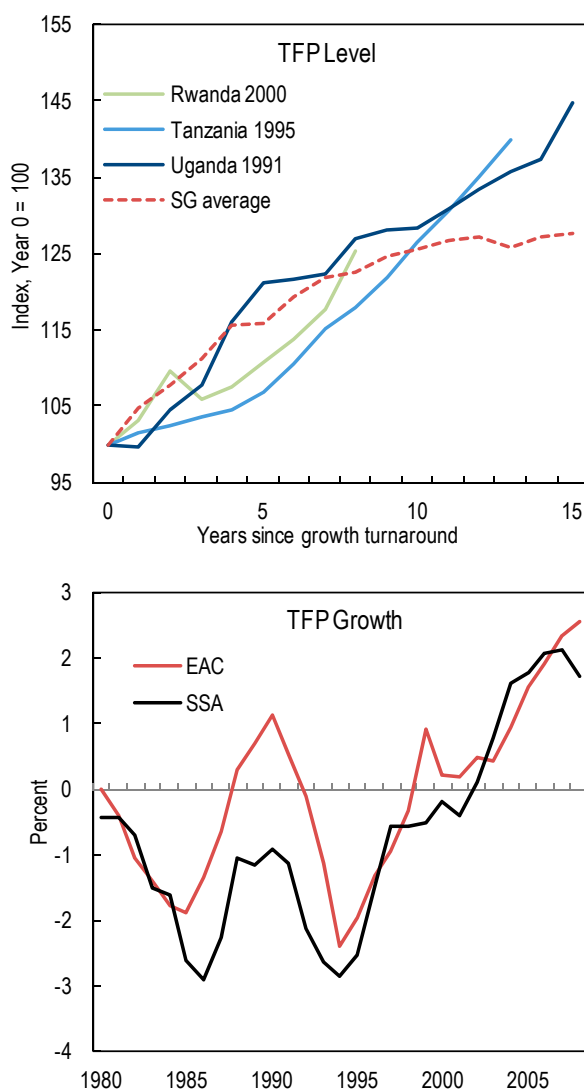 155
TFP Level
Rwanda 2000
145
Tanzania 1995
Uganda 1991
135
SG average
Index, Year 0 = 100
125
115
105
95
0
5
10
15
Years since growth turnaround
3
TFP Growth
EAC
2
SSA
1
0
Percent
-1
-2
-3
-4
1980
1985
1990
1995
2000
2005